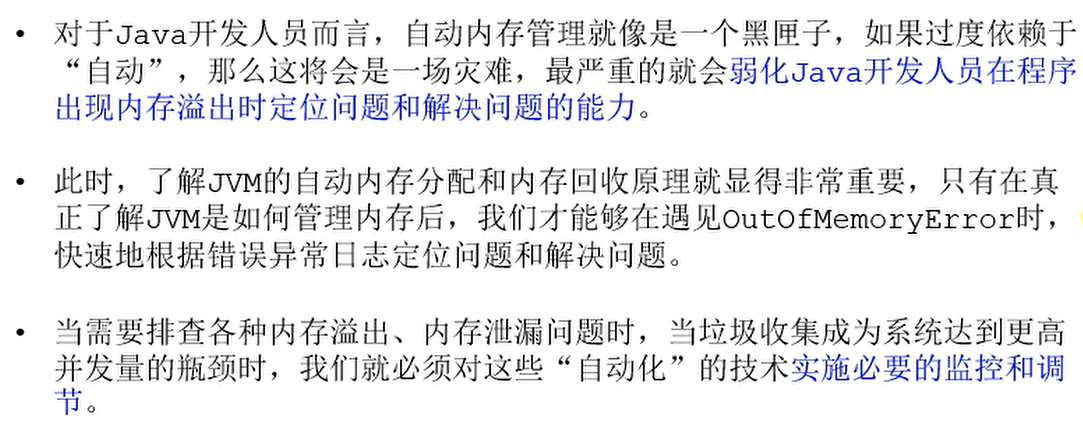 • 对于Java开发人员而言，自动内存管理就像是一个黑匣子，如果过度依赖于
“自动”，那么这将会是一场灾难，最严重的就会弱化Java开发人员在程序
出现内存溢出时定位问题和解决问题的能力。
• 此时，了解JVM的自动内存分配和内存回收原理就显得非常重要，只有在真
正了解JVM是如何管理内存后，我们才能够在遇见OutOfMemoryError时，
快速地根据错误异常日志定位问题和解决问题。
• 当需要排查各种内存溢出、内存泄漏问题时，当垃圾收集成为系统达到更高
并发量的瓶颈时，我们就必须对这些“自动化”的技术实施必要的监控和调
节。